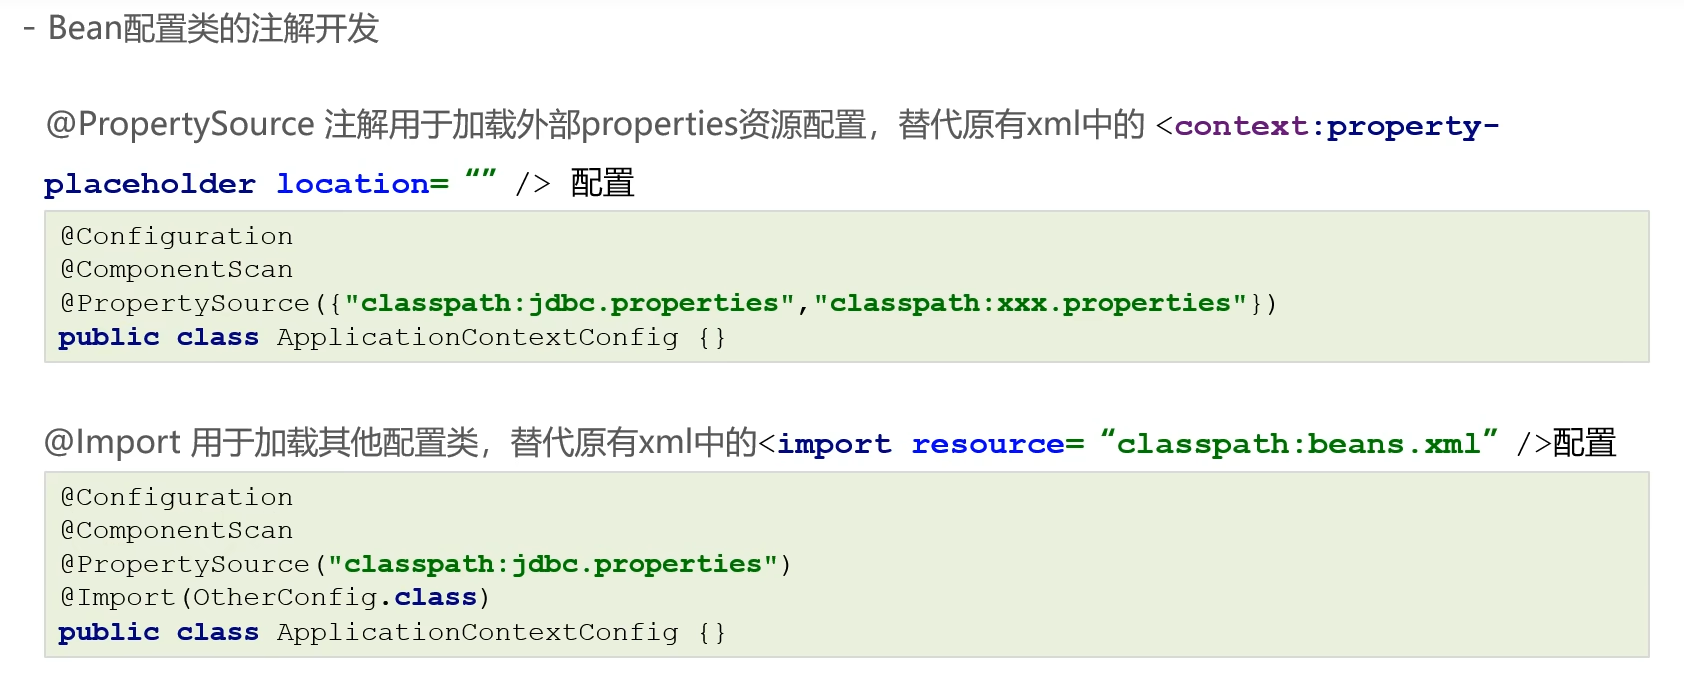 - Bean配置类的注解开发
@PropertySource 注解用于加载外部properties资源配置，替代原有xml中的 <context:property-
placeholder location= “” /> 配置
@Configuration
@ComponentScan
@PropertySource({"classpath:jdbc.properties","classpath:xxx.properties"})
public class ApplicationContextConfig {}
@Import 用于加载其他配置类，替代原有xml中的<import resource= “classpath:beans.xml” />配置
@Configuration
@ComponentScan
@PropertySource("classpath:jdbc.properties")
@Import(OtherConfig.class)
public class ApplicationContextConfig {}